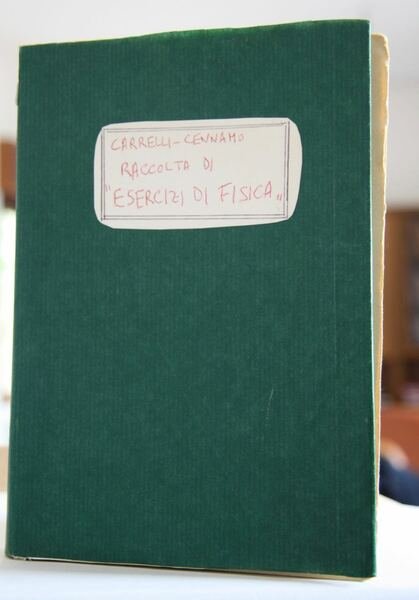 CARRELLI-CENNAMO
RACCOLTA DI
"ESERCIZI DI FISICA"